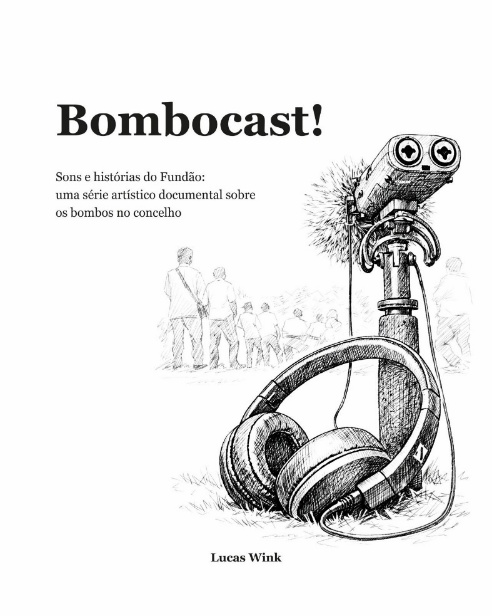 Bombocast!
Sons e histórias do Fundão:
uma série artístico documental sobre
os bombos no concelho
Lucas Wink